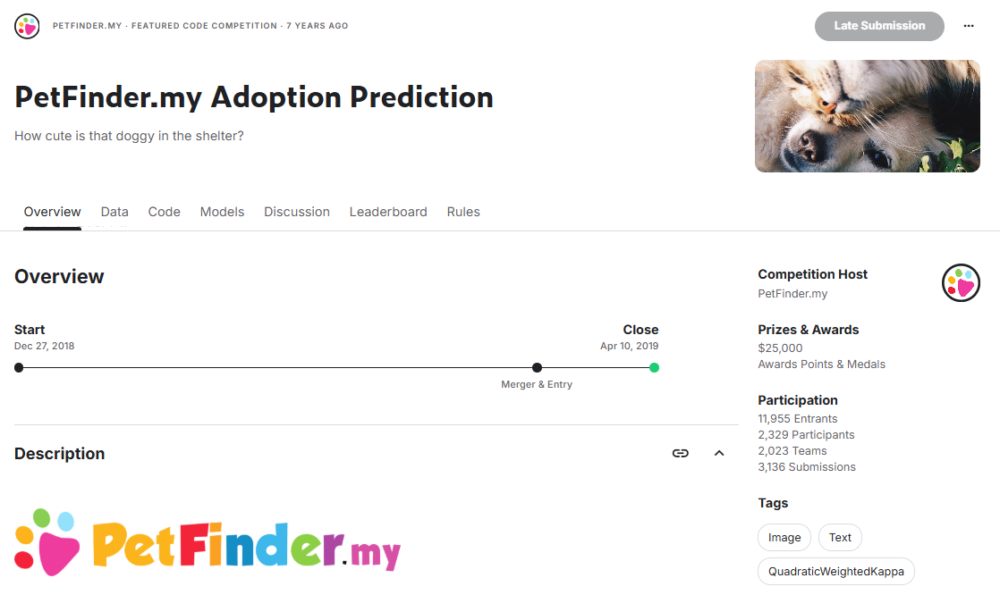 PETFINDER.MY · FEATURED CODE COMPETITION · 7 YEARS AGO
Late Submission
PetFinder.my Adoption Prediction
How cute is that doggy in the shelter?
Overview Data Code Models Discussion Leaderboard Rules
Overview
Start
Dec 27, 2018
Close
Apr 10, 2019
Merger & Entry
Description
PetFinder.my
Competition Host
PetFinder.my
Prizes & Awards
$25,000
Awards Points & Medals
Participation
11,955 Entrants
2,329 Participants
2,023 Teams
3,136 Submissions
Tags
Image Text
QuadraticWeightedKappa